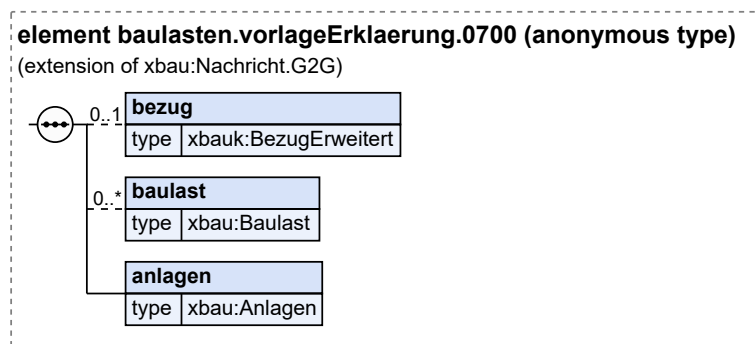 element baulasten.vorlageErklaerung.0700 (anonymous type)
(extension of xbau:Nachricht.G2G)
0..1 bezug
type xbauk:BezugErweitert
0..* baulast
type xbau:Baulast
anlagen
type xbau:Anlagen